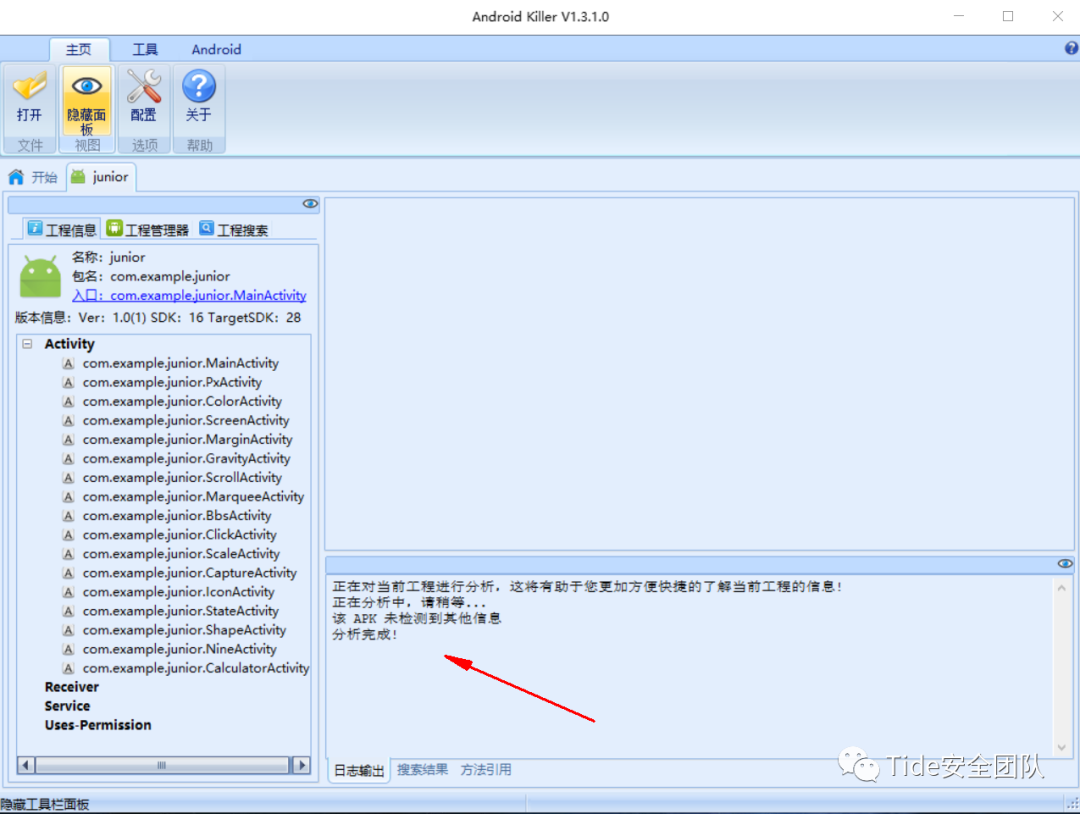 Android Killer V1.3.1.0
主页 工具 Android
打开 隐藏面板 配置 关于
文件 视图 选项 帮助
开始 junior
工程信息 工程管理器 工程搜索
名称: junior
包名: com.example.junior
入口: com.example.junior.MainActivity
版本信息: Ver: 1.0(1) SDK: 16 TargetSDK: 28
Activity
com.example.junior.MainActivity
com.example.junior.PxActivity
com.example.junior.ColorActivity
com.example.junior.ScreenActivity
com.example.junior.MarginActivity
com.example.junior.GravityActivity
com.example.junior.ScrollActivity
com.example.junior.MarqueeActivity
com.example.junior.BbsActivity
com.example.junior.ClickActivity
com.example.junior.ScaleActivity
com.example.junior.CaptureActivity
com.example.junior.IconActivity
com.example.junior.StateActivity
com.example.junior.ShapeActivity
com.example.junior.NineActivity
com.example.junior.CalculatorActivity
Receiver
Service
Uses-Permission
正在对当前工程进行分析，这将有助于您更加方便快捷的了解当前工程的信息!
正在分析中，请稍等...
该 APK 未检测到其他信息
分析完成!
日志输出 搜索结果 方法引用
Tide安全团队
隐藏工具栏面板